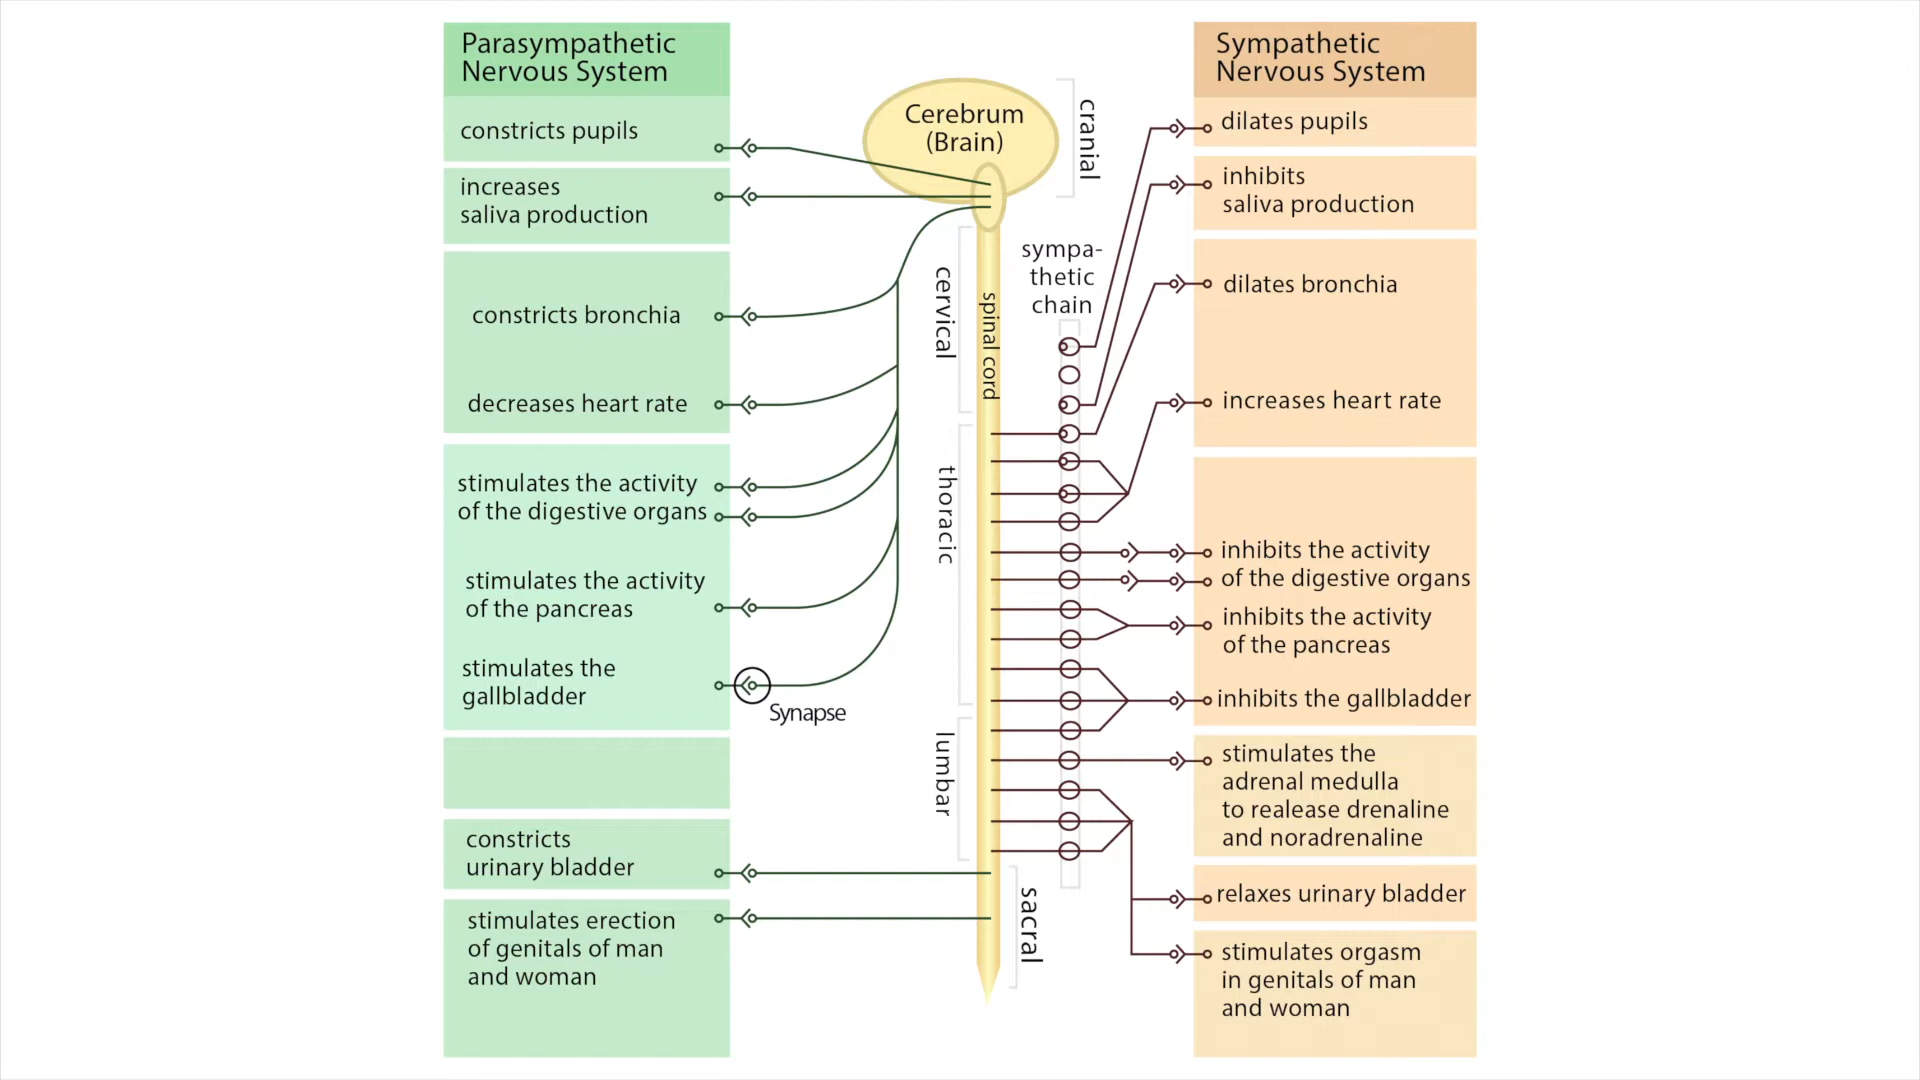 Parasympathetic
Nervous System
constricts pupils
increases
saliva production
constricts bronchia
decreases heart rate
stimulates the activity
of the digestive organs
stimulates the activity
of the pancreas
stimulates the
gallbladder
Synapse
constricts
urinary bladder
stimulates erection
of genitals of man
and woman
Cerebrum
(Brain)
cranial
cervical
spinal cord
sympa-
thetic
chain
thoracic
lumbar
sacral
Sympathetic
Nervous System
dilates pupils
inhibits
saliva production
dilates bronchia
increases heart rate
inhibits the activity
of the digestive organs
inhibits the activity
of the pancreas
inhibits the gallbladder
stimulates the
adrenal medulla
to realease drenaline
and noradrenaline
relaxes urinary bladder
stimulates orgasm
in genitals of man
and woman